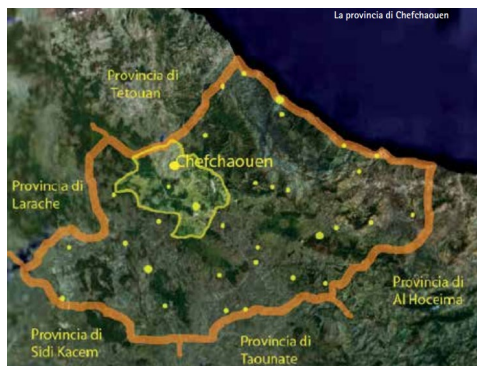 La provincia di Chefchaouen
Provincia di
Tetouan
Chefchaouen
Provincia di
Larache
Provincia di
Al Hoceima
Provincia di
Sidi Kacem
Provincia di
Taounate